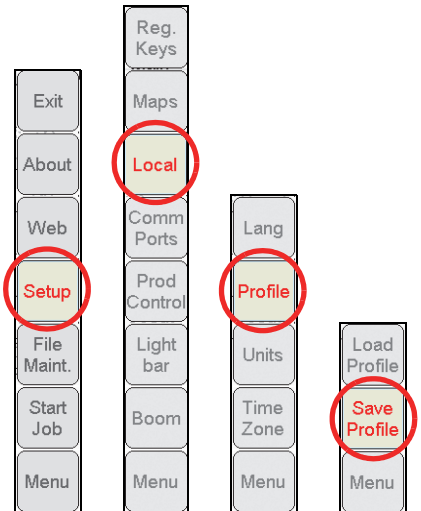 Exit
About
Web
Setup
File
Maint.
Start
Job
Menu
Reg.
Keys
Maps
Local
Comm
Ports
Prod
Control
Light
bar
Boom
Menu
Lang
Profile
Units
Time
Zone
Menu
Load
Profile
Save
Profile
Menu